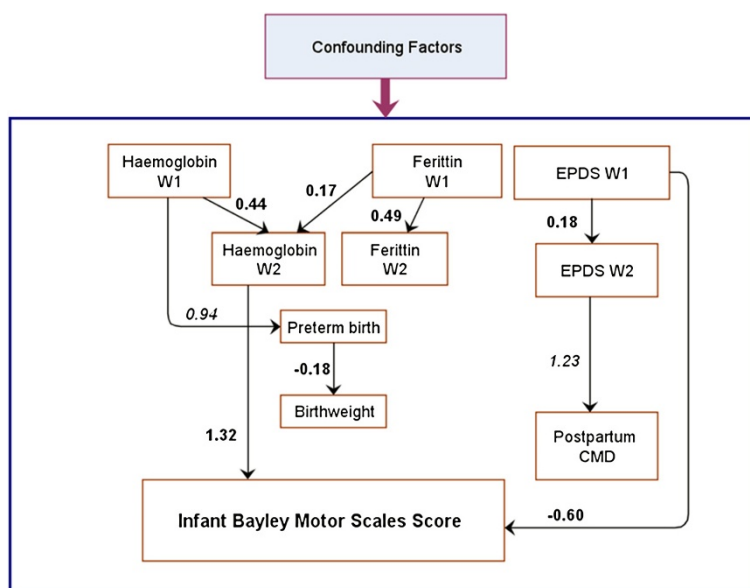 Confounding Factors
Haemoglobin
W1
Ferittin
W1
EPDS W1
0.44
0.17
0.49
0.18
Haemoglobin
W2
Ferittin
W2
EPDS W2
0.94
Preterm birth
-0.18
1.23
Birthweight
1.32
Postpartum
CMD
Infant Bayley Motor Scales Score
-0.60